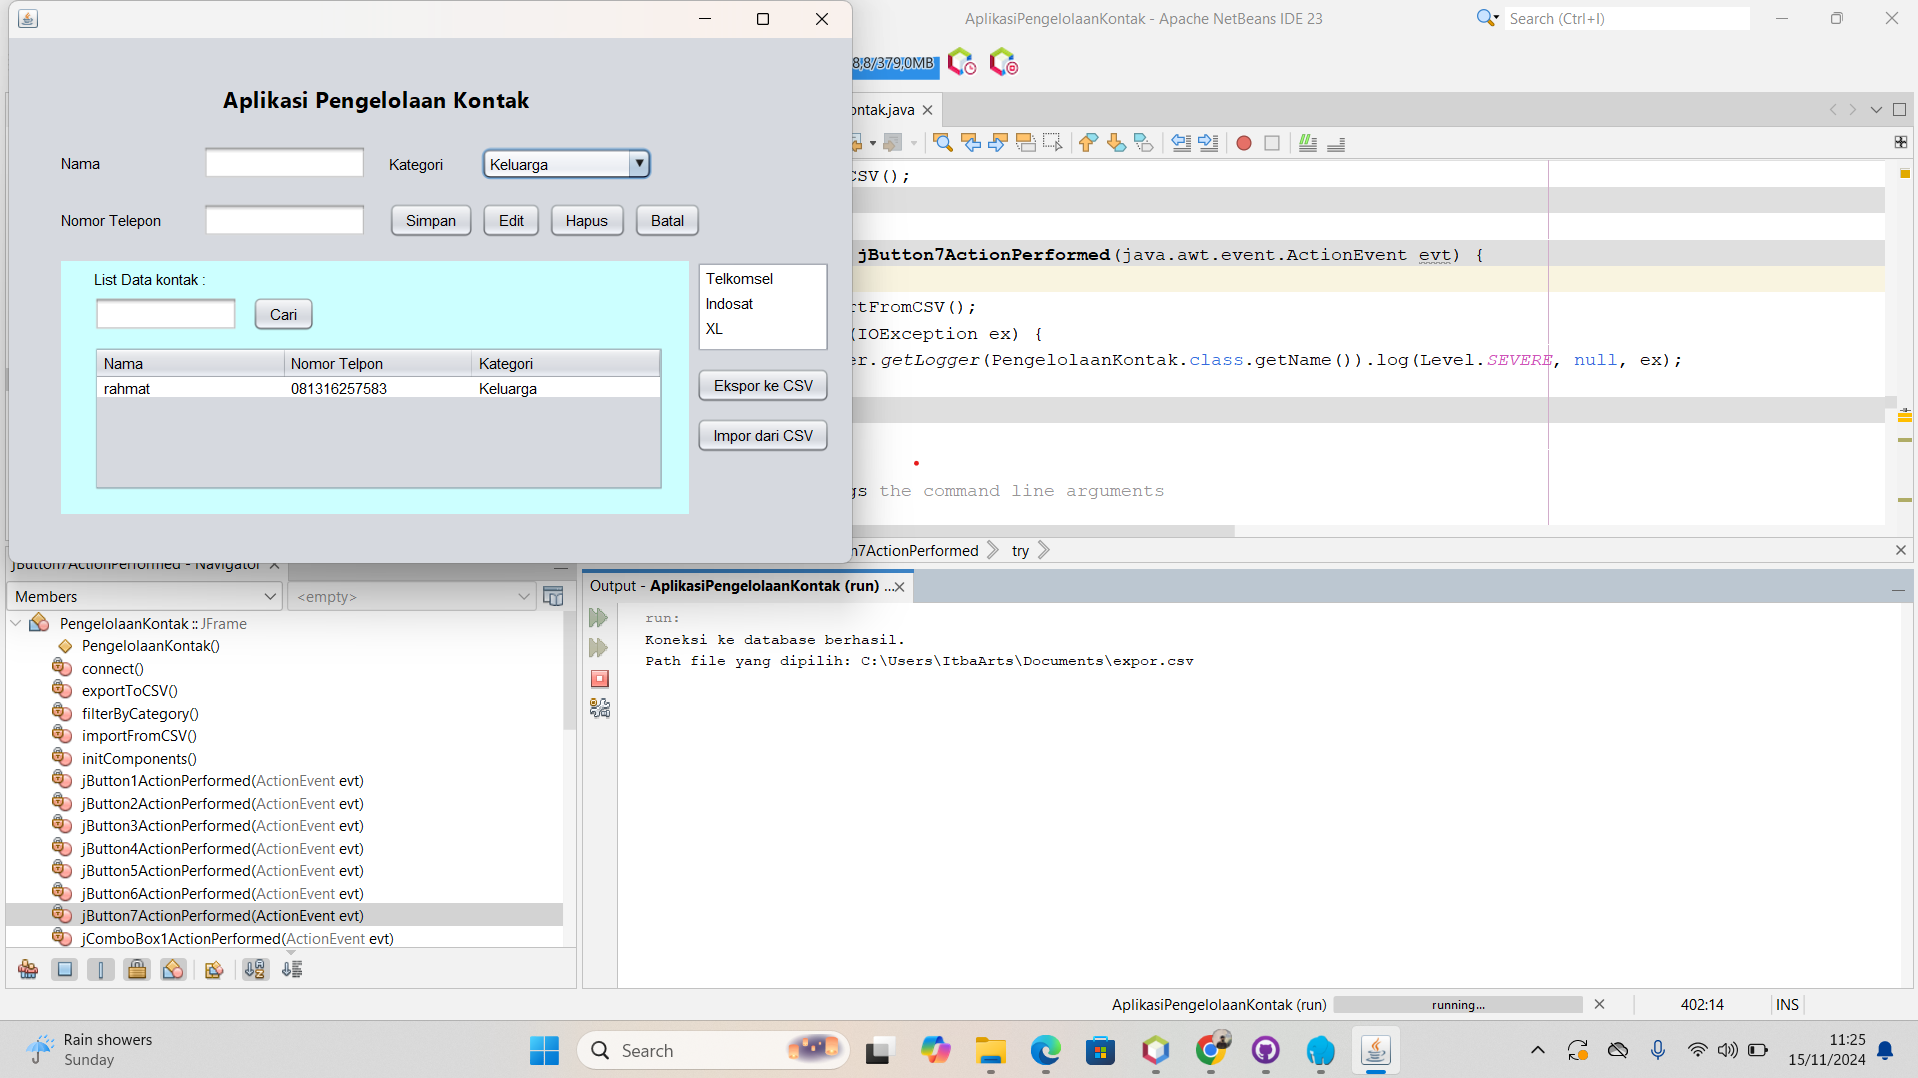 AplikasiPengelolaanKontak - Apache NetBeans IDE 23
Search (Ctrl+I)
8,8/379,0MB
Aplikasi Pengelolaan Kontak
Nama
Kategori
Keluarga
Nomor Telepon
Simpan
Edit
Hapus
Batal
List Data kontak :
Cari
Nama Nomor Telpon Kategori
rahmat 081316257583 Keluarga
Telkomsel
Indosat
XL
Ekspor ke CSV
Impor dari CSV
ontak.java
CSV();
jButton7ActionPerformed(java.awt.event.ActionEvent evt) {
rtFromCSV();
(IOException ex) {
er.getLogger(PengelolaanKontak.class.getName()).log(Level.SEVERE, null, ex);
gs the command line arguments
n7ActionPerformed
try
jButton7ActionPerformed - Navigator
Members
<empty>
PengelolaanKontak :: JFrame
PengelolaanKontak()
connect()
exportToCSV()
filterByCategory()
importFromCSV()
initComponents()
jButton1ActionPerformed(ActionEvent evt)
jButton2ActionPerformed(ActionEvent evt)
jButton3ActionPerformed(ActionEvent evt)
jButton4ActionPerformed(ActionEvent evt)
jButton5ActionPerformed(ActionEvent evt)
jButton6ActionPerformed(ActionEvent evt)
jButton7ActionPerformed(ActionEvent evt)
jComboBox1ActionPerformed(ActionEvent evt)
Output - AplikasiPengelolaanKontak (run) ...
run:
Koneksi ke database berhasil.
Path file yang dipilih: C:\Users\ItbaArts\Documents\expor.csv
AplikasiPengelolaanKontak (run)
running...
402:14
INS
Rain showers
Sunday
Search
11:25
15/11/2024